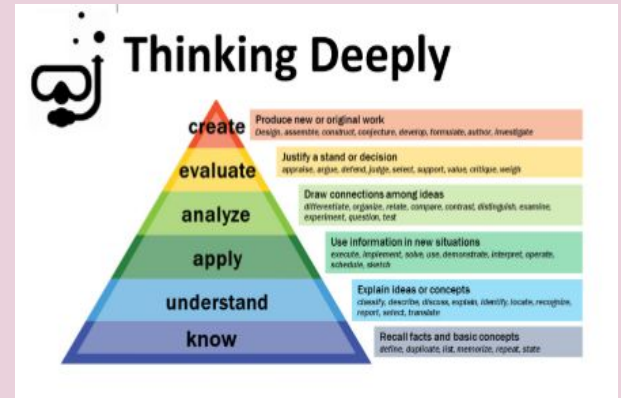 Thinking Deeply
create
Produce new or original work
Design, assemble, construct, conjecture, develop, formulate, author, investigate
evaluate
Justify a stand or decision
appraise, argue, defend, judge, select, support, value, critique, weigh
analyze
Draw connections among ideas
differentiate, organize, relate, compare, contrast, distinguish, examine,
experiment, question, test
apply
Use information in new situations
execute, implement, solve, use, demonstrate, interpret, operate,
schedule, sketch
understand
Explain ideas or concepts
classify, describe, discuss, explain, identify, locate, recognize,
report, select, translate
know
Recall facts and basic concepts
define, duplicate, list, memorize, repeat, state